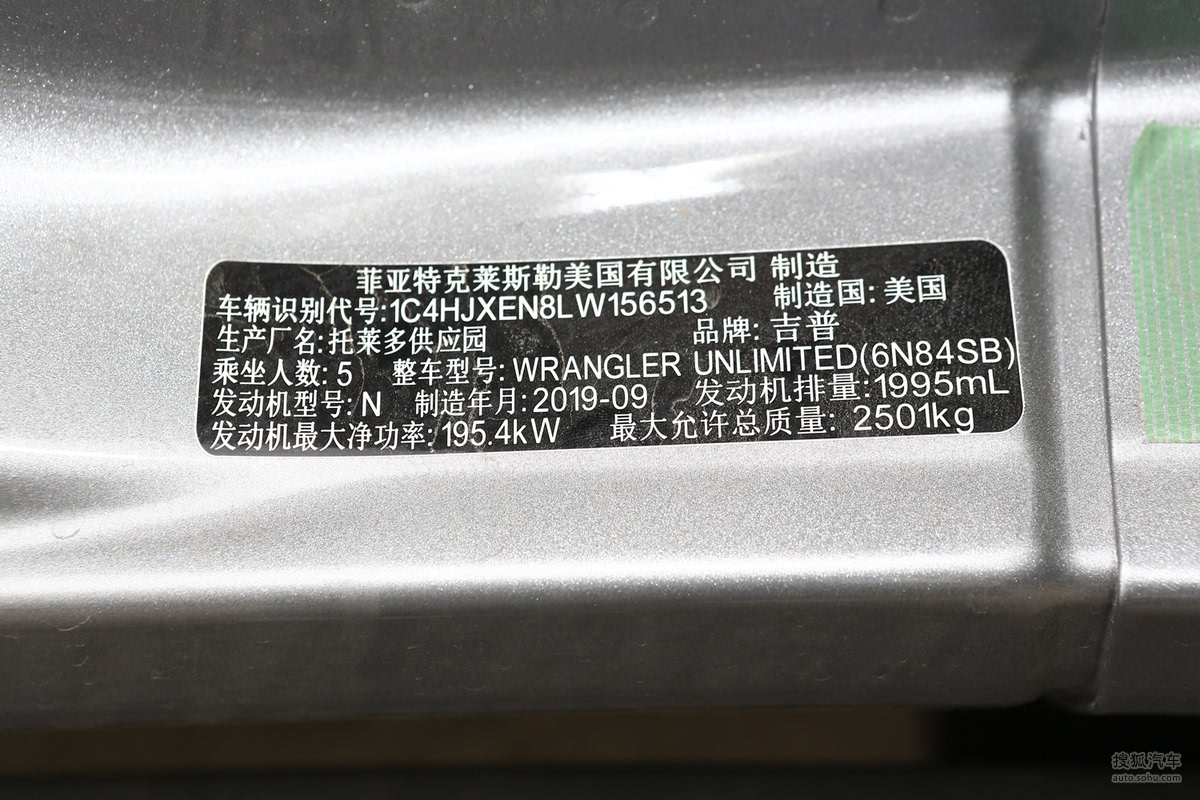 菲亚特克莱斯勒美国有限公司 制造
车辆识别代号:1C4HJXEN8LW156513 制造国: 美国
生产厂名:托莱多供应园 品牌: 吉普
乘坐人数: 5 整车型号: WRANGLER UNLIMITED(6N84SB)
发动机型号: N 制造年月: 2019-09 发动机排量:1995mL
发动机最大净功率: 195.4kW 最大允许总质量: 2501kg
搜狐汽车
auto.sohu.com